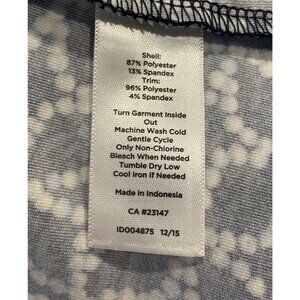 Shell:
87% Polyester
13% Spandex
Trim:
96% Polyester
4% Spandex
Turn Garment Inside
Out
Machine Wash Cold
Gentle Cycle
Only Non-Chlorine
Bleach When Needed
Tumble Dry Low
Cool Iron If Needed
Made in Indonesia
CA #23147
ID004875 12/15